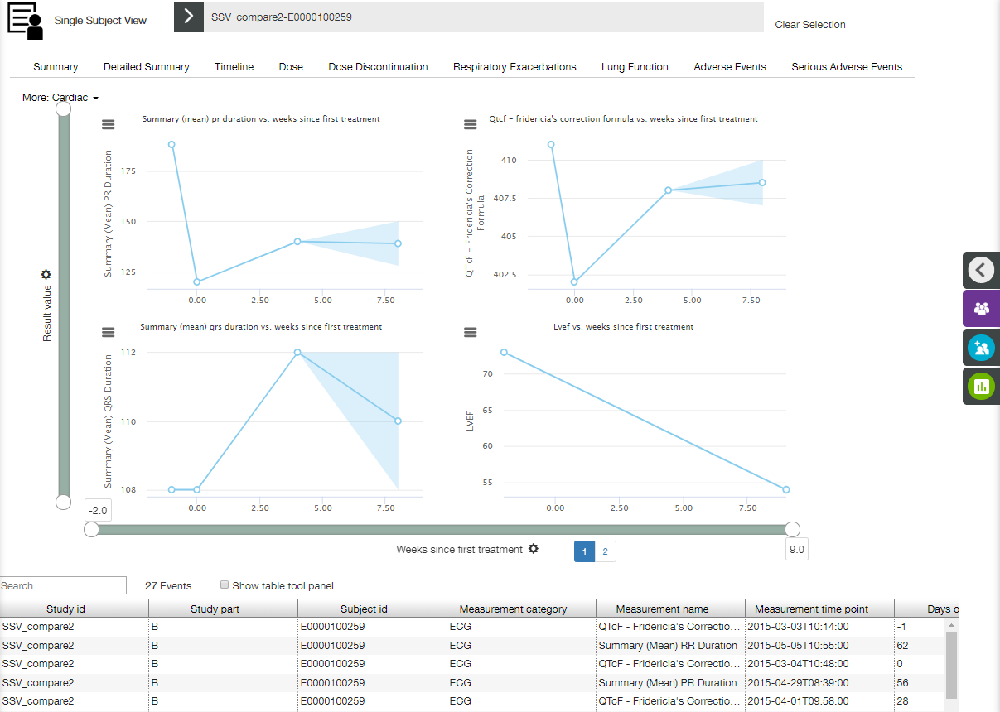 Single Subject View
SSV_compare2-E0000100259
Clear Selection
Summary Detailed Summary Timeline Dose Dose Discontinuation Respiratory Exacerbations Lung Function Adverse Events Serious Adverse Events
More: Cardiac
Result value
Summary (mean) pr duration vs. weeks since first treatment
Summary (Mean) PR Duration
175
150
125
0.00 2.50 5.00 7.50
Qtcf - fridericia's correction formula vs. weeks since first treatment
QTcF - Fridericia's Correction
Formula
410
407.5
405
402.5
0.00 2.50 5.00 7.50
Summary (mean) qrs duration vs. weeks since first treatment
Summary (Mean) QRS Duration
112
110
108
0.00 2.50 5.00 7.50
Lvef vs. weeks since first treatment
LVEF
70
65
60
55
0.00 2.50 5.00 7.50
-2.0
Weeks since first treatment
1 2
9.0
Search...
27 Events
Show table tool panel
Study id Study part Subject id Measurement category Measurement name Measurement time point Days
SSV_compare2 B E0000100259 ECG QTcF - Fridericia's Correctio... 2015-03-03T10:14:00 -1
SSV_compare2 B E0000100259 ECG Summary (Mean) RR Duration 2015-05-05T10:55:00 62
SSV_compare2 B E0000100259 ECG QTcF - Fridericia's Correctio... 2015-03-04T10:48:00 0
SSV_compare2 B E0000100259 ECG Summary (Mean) PR Duration 2015-04-29T08:39:00 56
SSV_compare2 B E0000100259 ECG QTcF - Fridericia's Correctio... 2015-04-01T09:58:00 28